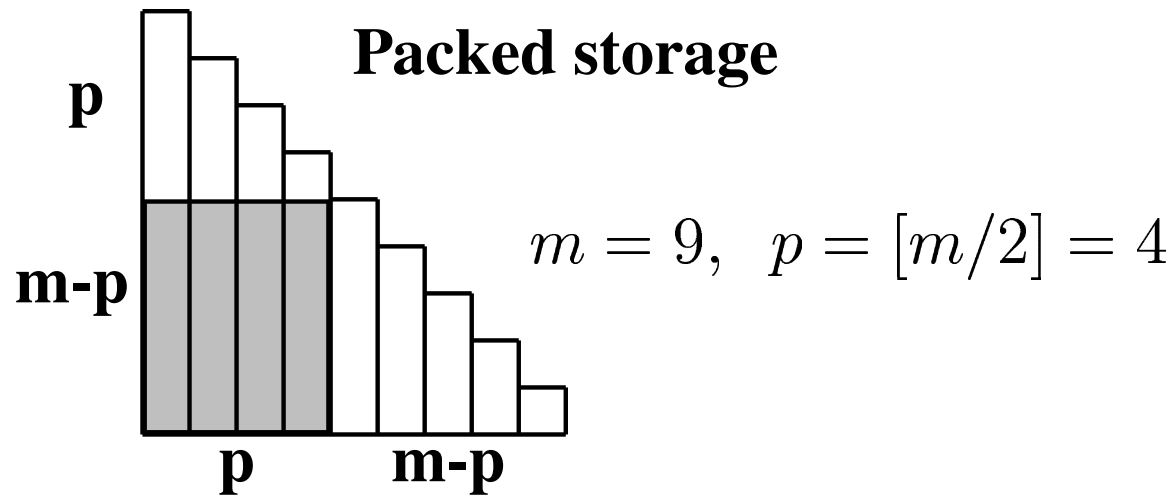 Packed storage
p
m-p
m = 9, p = [m/2] = 4
p
m-p